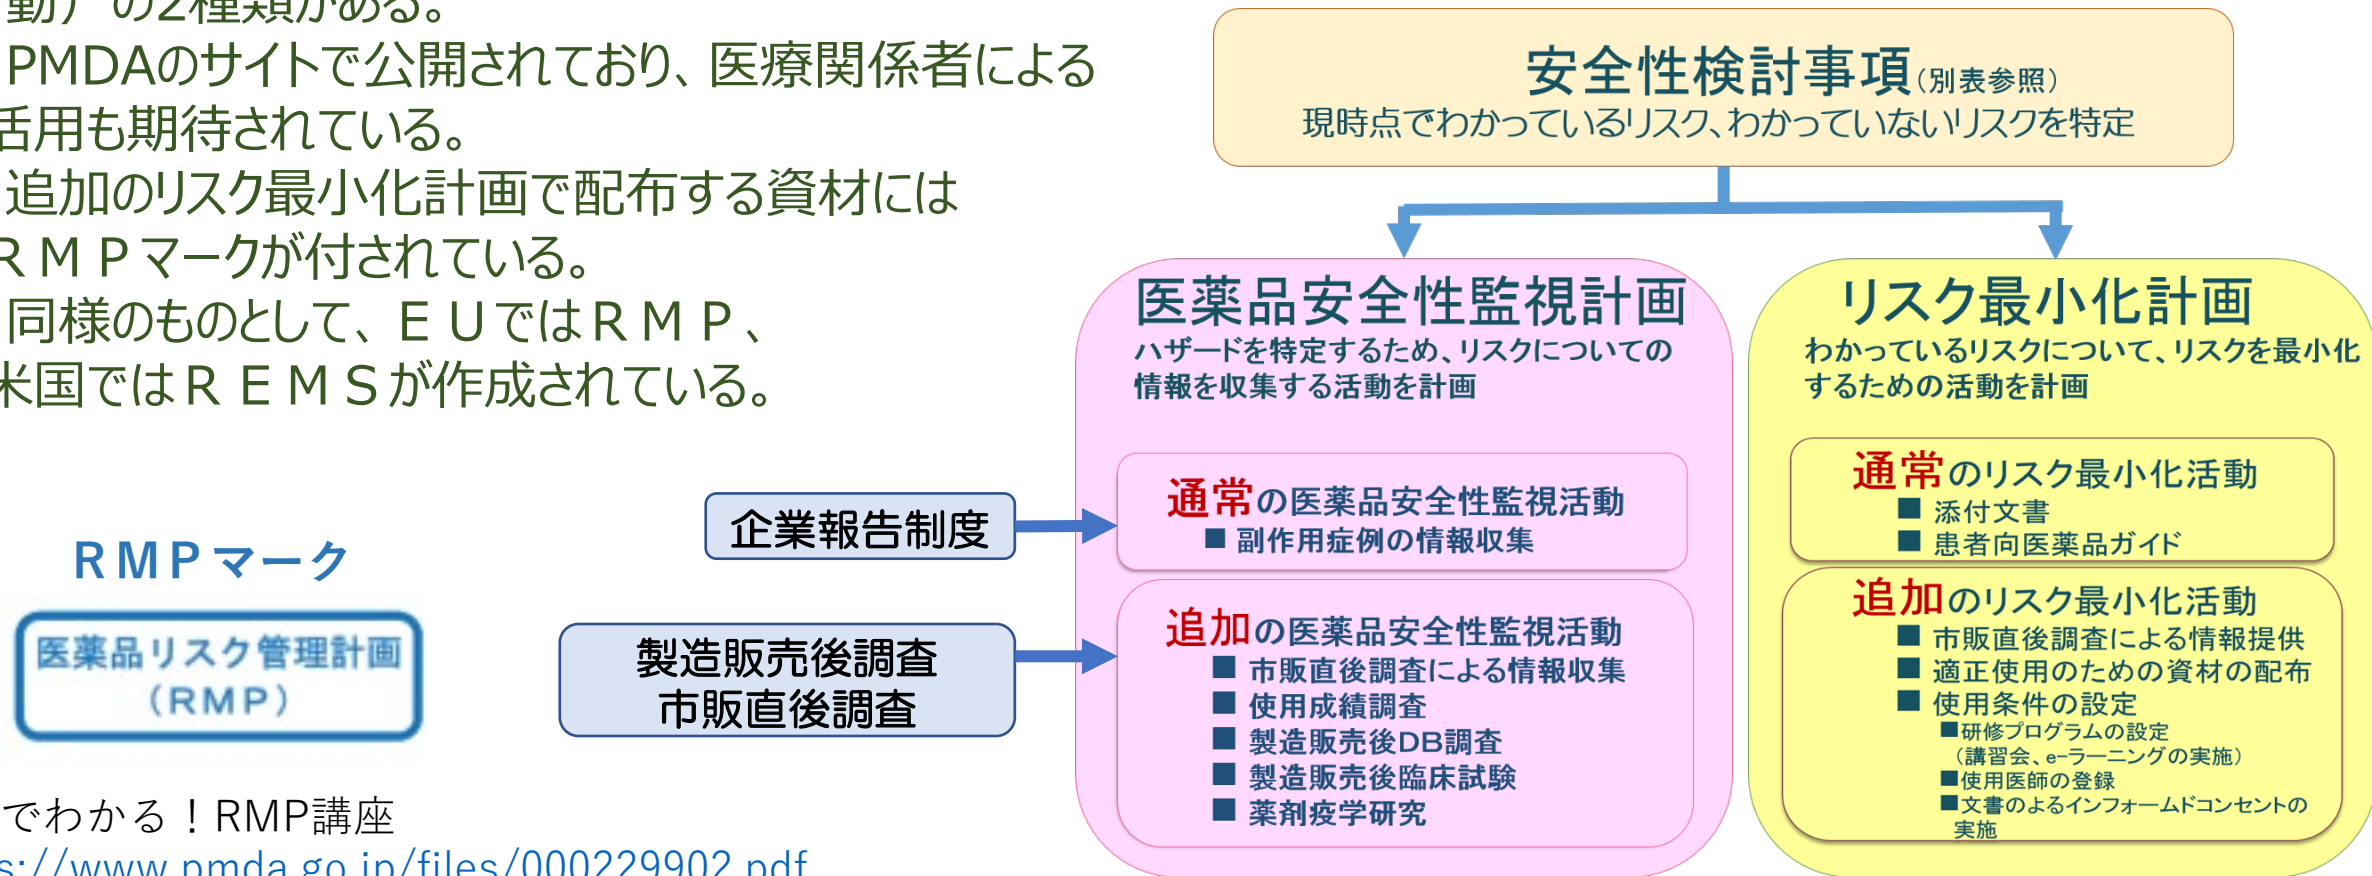 動）の2種類がある。
PMDAのサイトで公開されており、医療関係者による
活用も期待されている。
追加のリスク最小化計画で配布する資材には
ＲＭＰマークが付されている。
同様のものとして、ＥＵではＲＭＰ、
米国ではＲＥＭＳが作成されている。
ＲＭＰマーク
医薬品リスク管理計画
（RMP）
でわかる！RMP講座
s://www.pmda.go.jp/files/000229902.pdf
企業報告制度
製造販売後調査
市販直後調査
安全性検討事項（別表参照）
現時点でわかっているリスク、わかっていないリスクを特定
医薬品安全性監視計画
ハザードを特定するため、リスクについての
情報を収集する活動を計画
通常の医薬品安全性監視活動
■ 副作用症例の情報収集
追加の医薬品安全性監視活動
■ 市販直後調査による情報収集
■ 使用成績調査
■ 製造販売後DB調査
■ 製造販売後臨床試験
■ 薬剤疫学研究
リスク最小化計画
わかっているリスクについて、リスクを最小化
するための活動を計画
通常のリスク最小化活動
■ 添付文書
■ 患者向医薬品ガイド
追加のリスク最小化活動
■ 市販直後調査による情報提供
■ 適正使用のための資材の配布
■ 使用条件の設定
■研修プログラムの設定
（講習会、e-ラーニングの実施）
■使用医師の登録
■文書のよるインフォームドコンセントの
実施